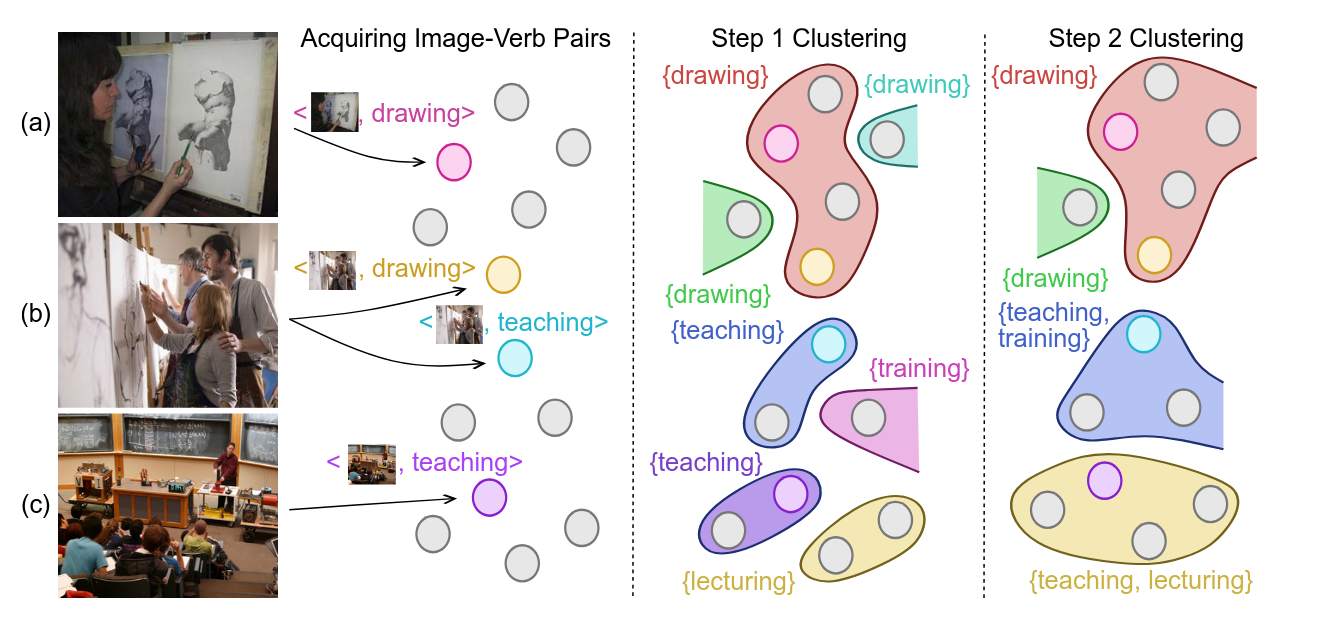 Acquiring Image-Verb Pairs
Step 1 Clustering
Step 2 Clustering
(a)
< , drawing>
(b)
< , drawing>
< , teaching>
(c)
< , teaching>
{drawing}
{drawing}
{drawing}
{teaching}
{training}
{teaching}
{lecturing}
{drawing}
{drawing}
{teaching,
training}
{teaching, lecturing}